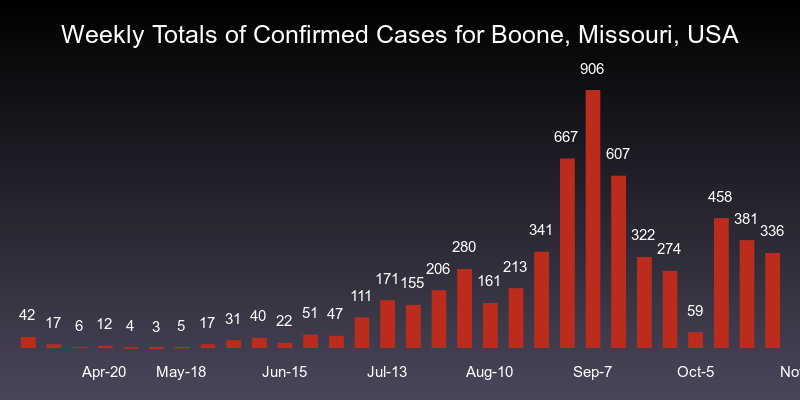 Weekly Totals of Confirmed Cases for Boone, Missouri, USA
42 17 6 12 4 3 5 17 31 40 22 51 47 111 171 155 206 280 161 213 341 667 906 607 322 274 59 458 381 336
Apr-20 May-18 Jun-15 Jul-13 Aug-10 Sep-7 Oct-5